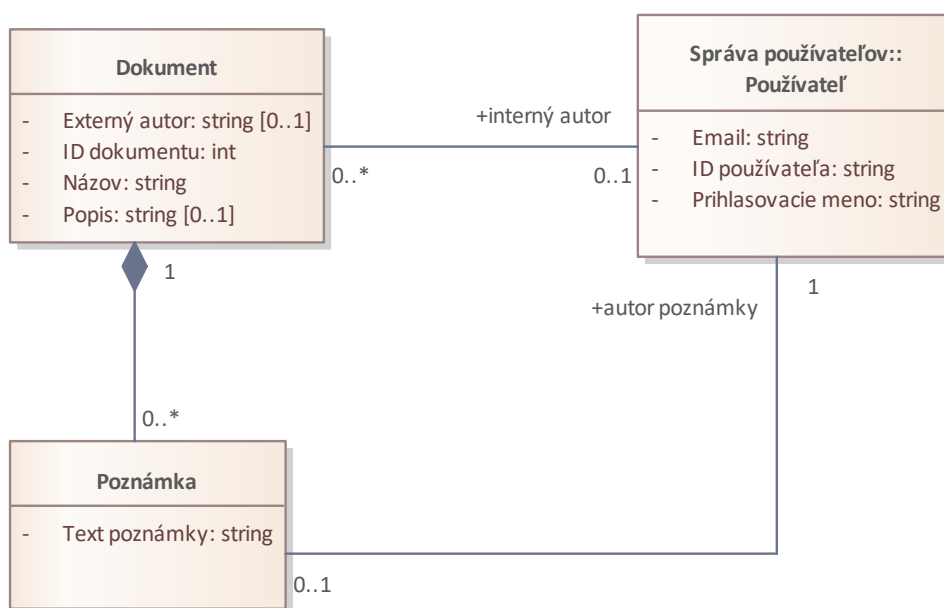 Dokument
- Externý autor: string [0..1]
- ID dokumentu: int
- Názov: string
- Popis: string [0..1]
+interný autor
0..*
0..1
Správa používateľov::
Používateľ
- Email: string
- ID používateľa: string
- Prihlasovacie meno: string
1
1
+autor poznámky
0..*
Poznámka
- Text poznámky: string
0..1